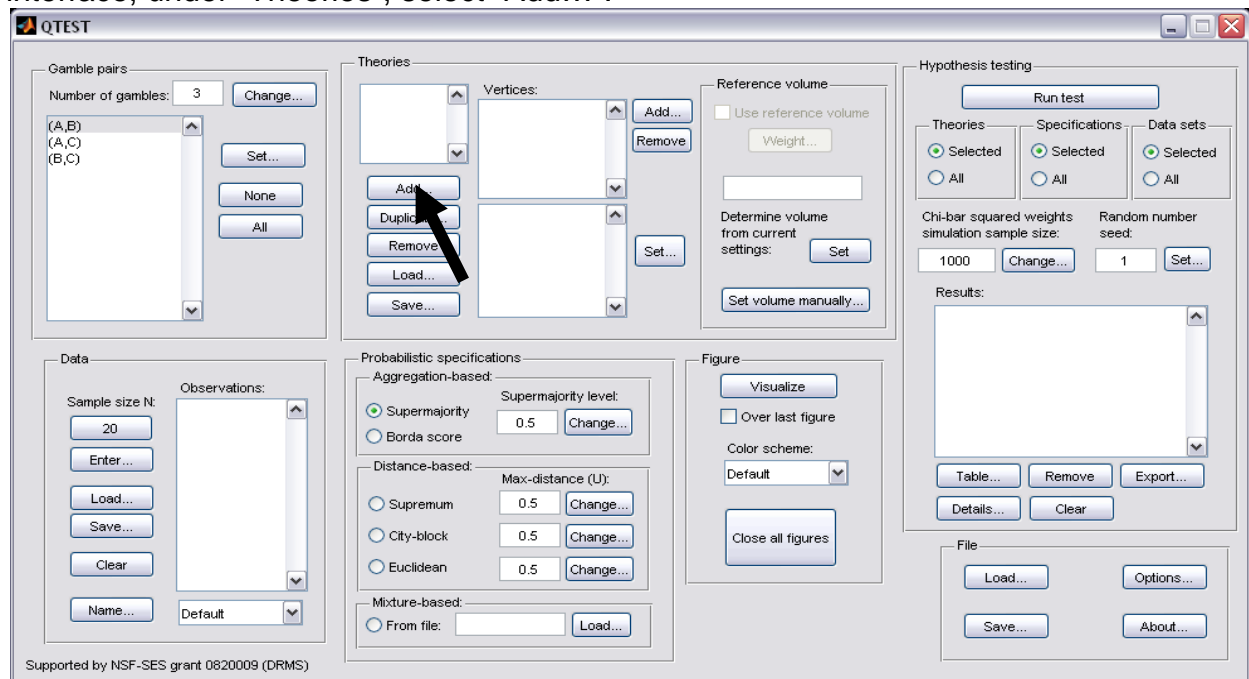 interface, under "Theories", select "Add...".
QTEST
Gamble pairs
Number of gambles: 3 Change...
(A,B)
(A,C)
(B,C)
Set...
None
All
Theories
Vertices:
Add...
Remove
Add...
Remove
Load...
Save...
Set...
Reference volume
Use reference volume
Weight...
Determine volume
from current
settings: Set
Set volume manually...
Hypothesis testing
Run test
Theories
Selected
All
Specifications
Selected
All
Data sets
Selected
All
Chi-bar squared weights
simulation sample size:
1000 Change...
Random number
seed:
1 Set...
Results:
Table... Remove Export...
Details... Clear
Data
Sample size N:
20
Enter...
Load...
Save...
Clear
Name...
Observations:
Default
Probabilistic specifications
Aggregation-based:
Supermajority level:
Supermajority 0.5 Change...
Borda score
Distance-based:
Max-distance (U):
Supremum 0.5 Change...
City-block 0.5 Change...
Euclidean 0.5 Change...
Mixture-based:
From file: Load...
Figure
Visualize
Over last figure
Color scheme:
Default
Close all figures
File
Load... Options...
Save... About...
Supported by NSF-SES grant 0820009 (DRMS)